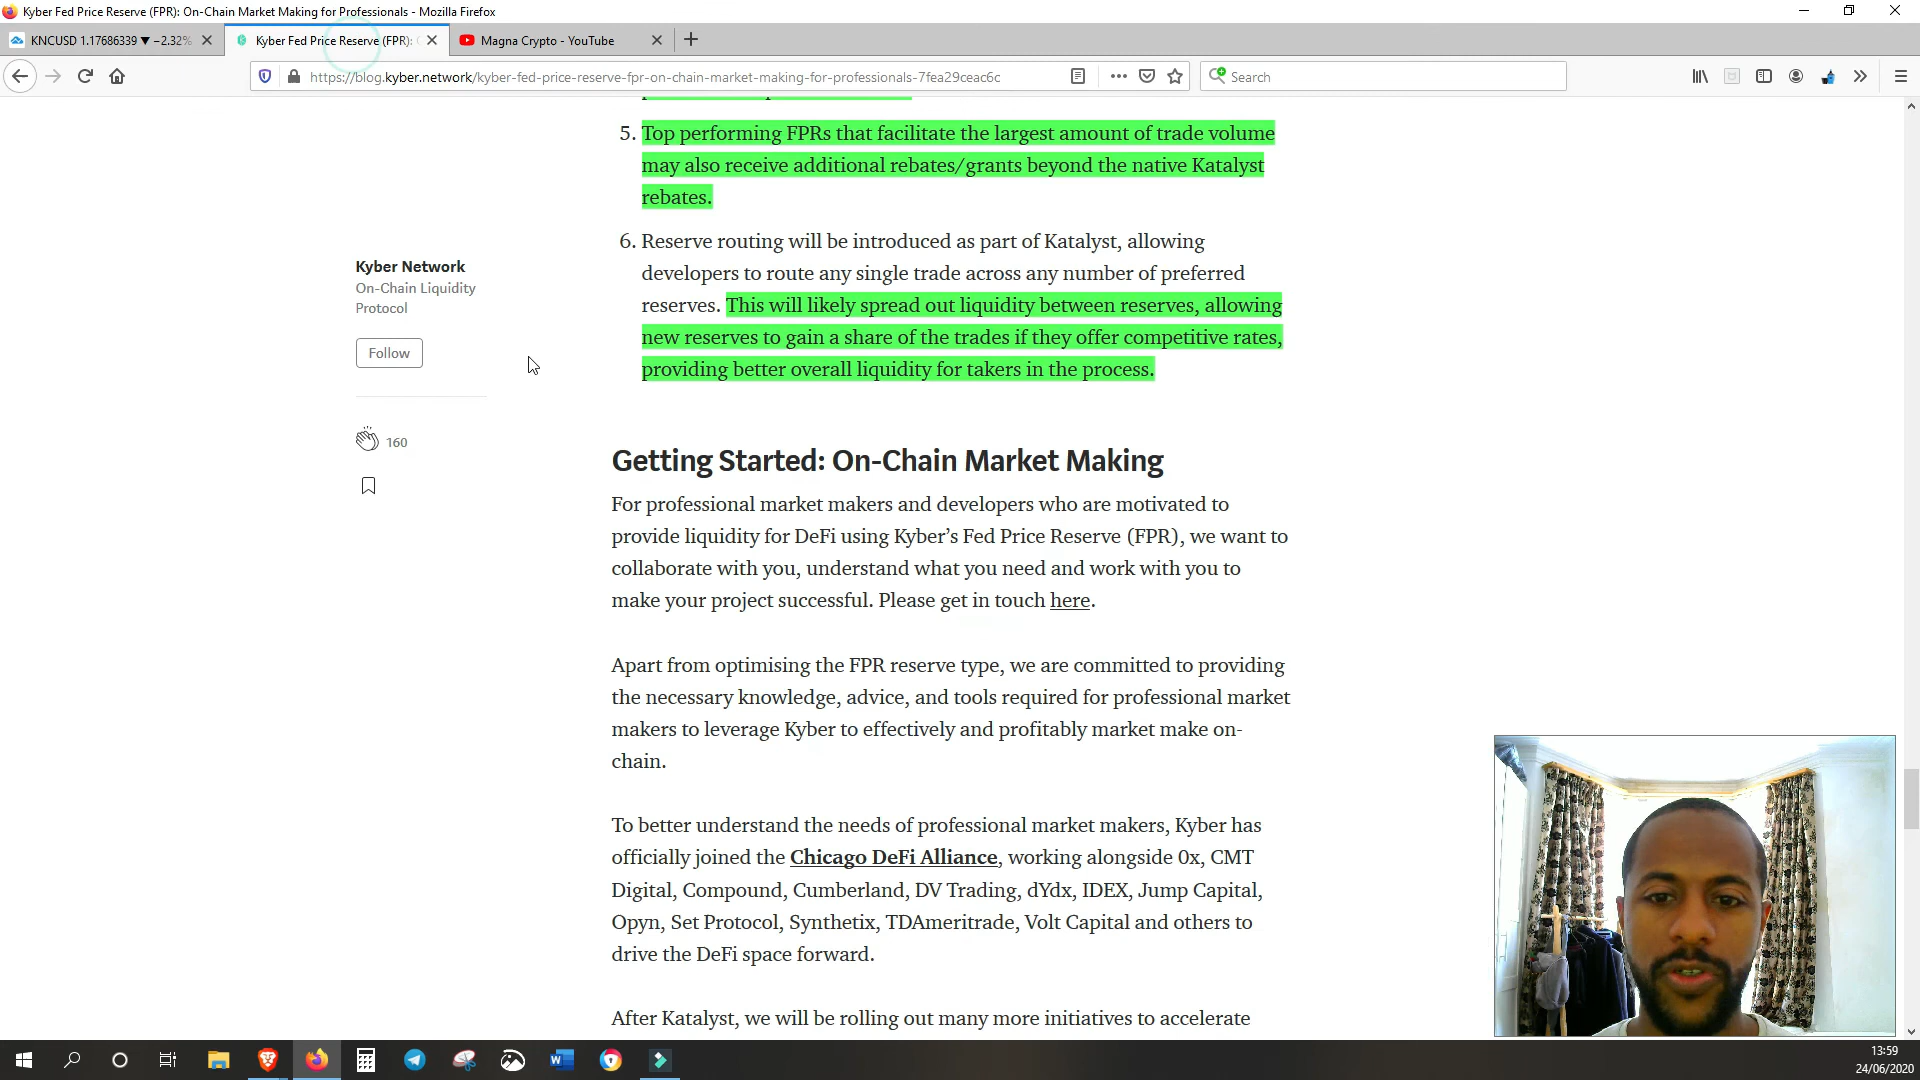 Kyber Fed Price Reserve (FPR): On-Chain Market Making for Professionals - Mozilla Firefox
KNCUSD 1.17686339 ▼ −2.32%
Kyber Fed Price Reserve (FPR):
Magna Crypto - YouTube
https://blog.kyber.network/kyber-fed-price-reserve-fpr-on-chain-market-making-for-professionals-7fea29ceac6c
Search
5. Top performing FPRs that facilitate the largest amount of trade volume
may also receive additional rebates/grants beyond the native Katalyst
rebates.
6. Reserve routing will be introduced as part of Katalyst, allowing
developers to route any single trade across any number of preferred
reserves. This will likely spread out liquidity between reserves, allowing
new reserves to gain a share of the trades if they offer competitive rates,
providing better overall liquidity for takers in the process.
Kyber Network
On-Chain Liquidity
Protocol
Follow
160
Getting Started: On-Chain Market Making
For professional market makers and developers who are motivated to
provide liquidity for DeFi using Kyber’s Fed Price Reserve (FPR), we want to
collaborate with you, understand what you need and work with you to
make your project successful. Please get in touch here.
Apart from optimising the FPR reserve type, we are committed to providing
the necessary knowledge, advice, and tools required for professional market
makers to leverage Kyber to effectively and profitably market make on-
chain.
To better understand the needs of professional market makers, Kyber has
officially joined the Chicago DeFi Alliance, working alongside 0x, CMT
Digital, Compound, Cumberland, DV Trading, dYdx, IDEX, Jump Capital,
Opyn, Set Protocol, Synthetix, TDAmeritrade, Volt Capital and others to
drive the DeFi space forward.
After Katalyst, we will be rolling out many more initiatives to accelerate
13:59
24/06/2020